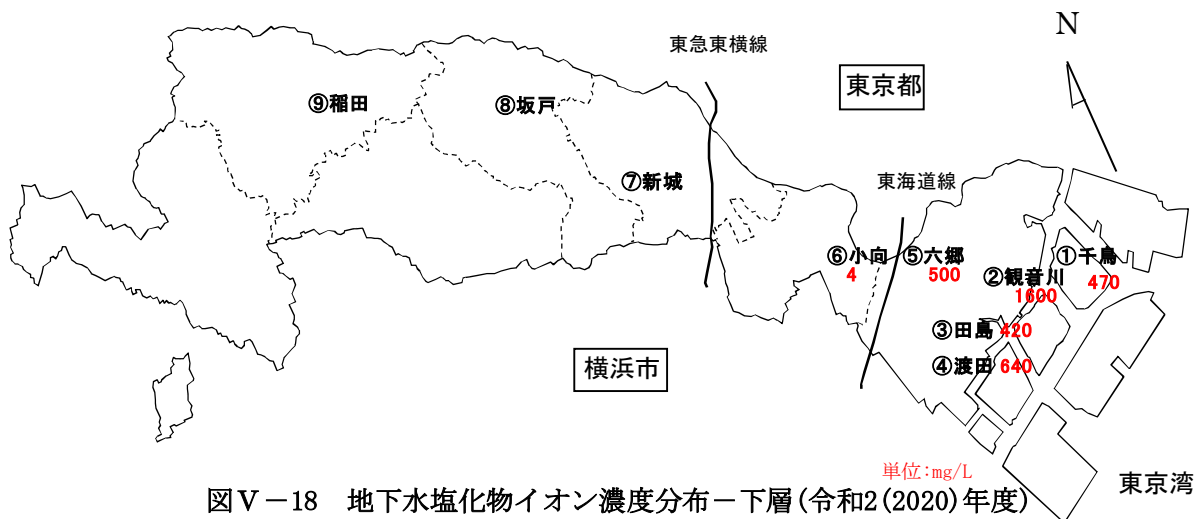 N
東急東横線
東京都
⑨稲田
⑧坂戸
⑦新城
東海道線
⑥小向
4
⑤六郷
500
①千鳥
470
②観音川
1600
③田島 420
④渡田 640
横浜市
単位:mg/L
東京湾
図Ⅴ－18 地下水塩化物イオン濃度分布－下層(令和2(2020)年度)